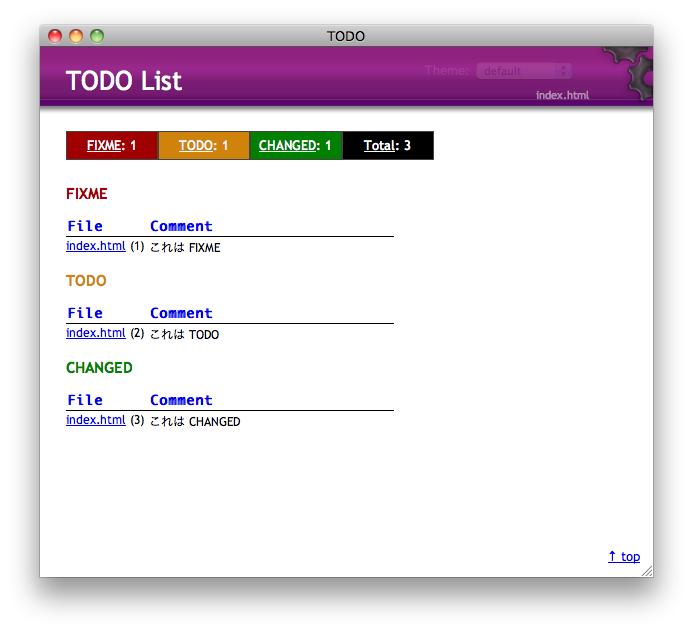 TODO
TODO List
Theme: default
index.html
FIXME: 1 TODO: 1 CHANGED: 1 Total: 3
FIXME
File Comment
index.html (1) これは FIXME
TODO
File Comment
index.html (2) これは TODO
CHANGED
File Comment
index.html (3) これは CHANGED
↑ top